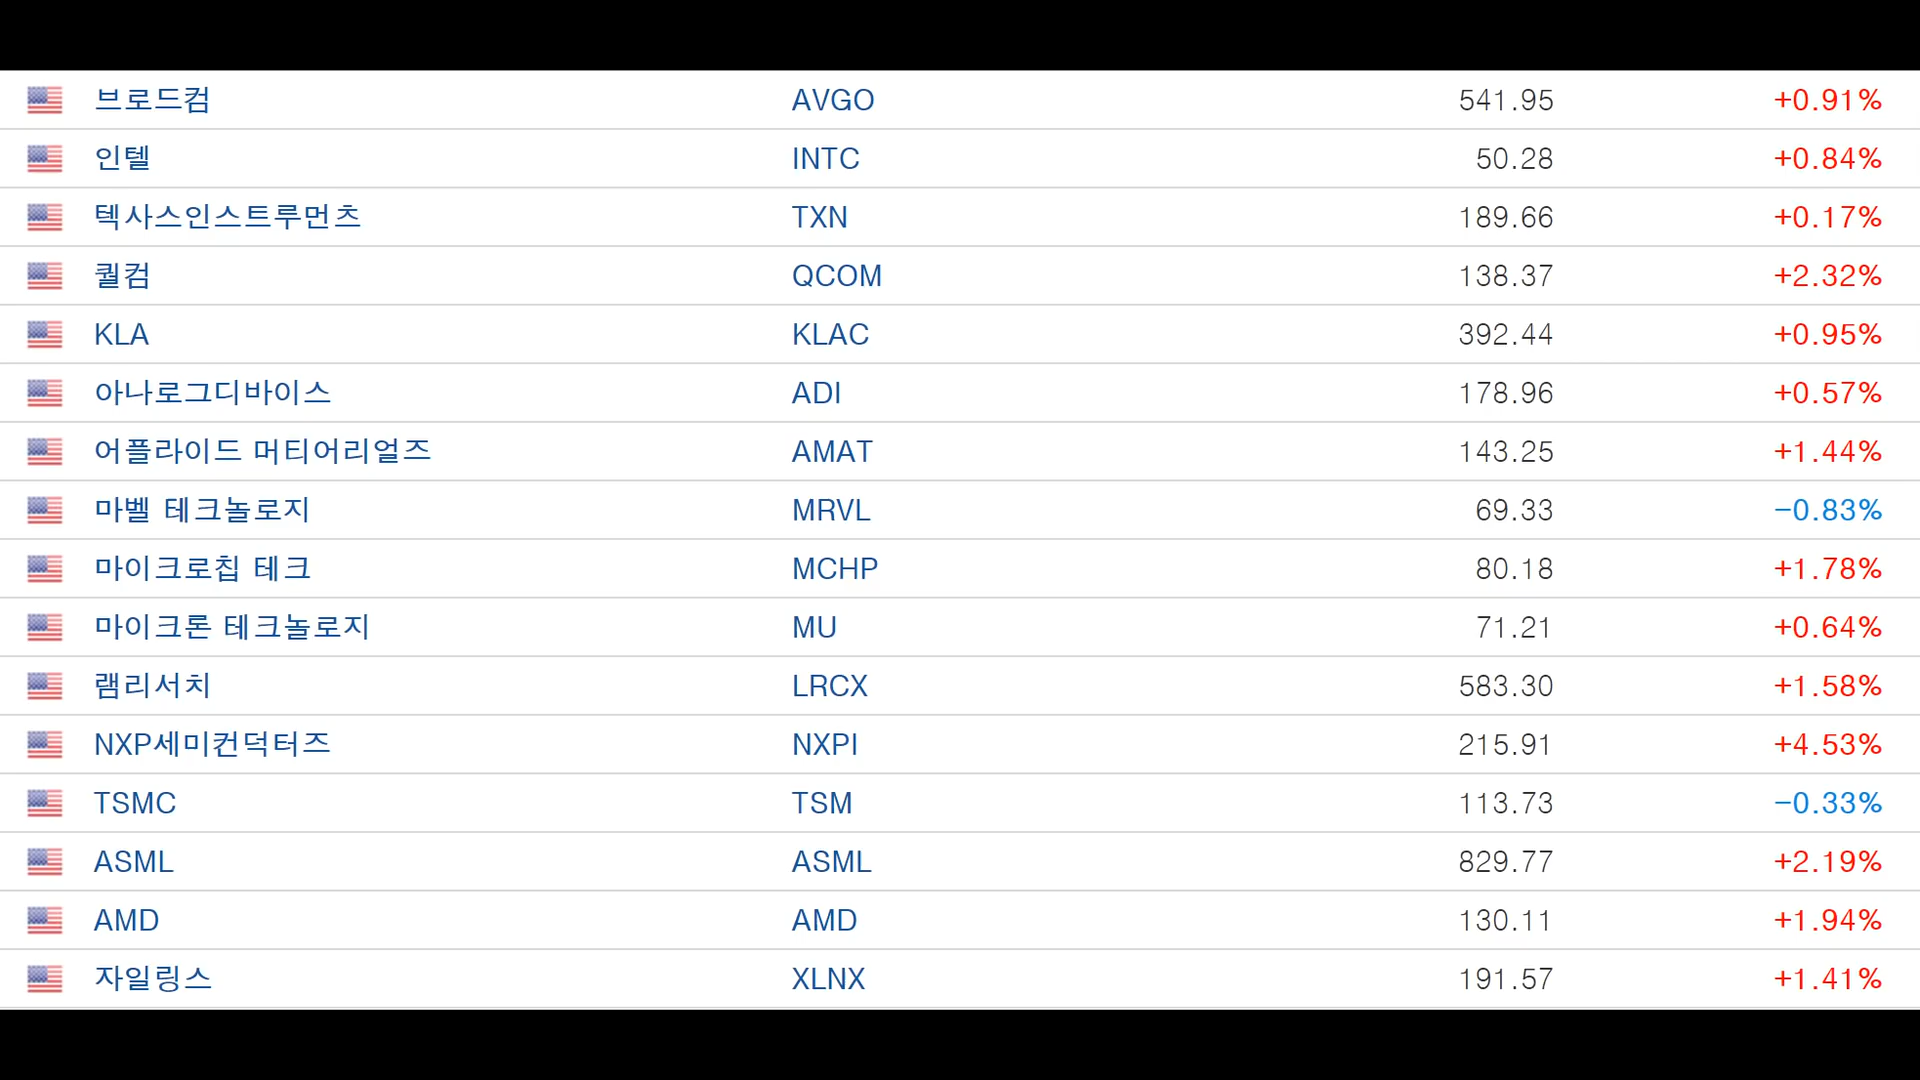 브로드컴 AVGO 541.95 +0.91%
인텔 INTC 50.28 +0.84%
텍사스인스트루먼츠 TXN 189.66 +0.17%
퀄컴 QCOM 138.37 +2.32%
KLA KLAC 392.44 +0.95%
아나로그디바이스 ADI 178.96 +0.57%
어플라이드 머티어리얼즈 AMAT 143.25 +1.44%
마벨 테크놀로지 MRVL 69.33 -0.83%
마이크로칩 테크 MCHP 80.18 +1.78%
마이크론 테크놀로지 MU 71.21 +0.64%
램리서치 LRCX 583.30 +1.58%
NXP세미컨덕터즈 NXPI 215.91 +4.53%
TSMC TSM 113.73 -0.33%
ASML ASML 829.77 +2.19%
AMD AMD 130.11 +1.94%
자일링스 XLNX 191.57 +1.41%